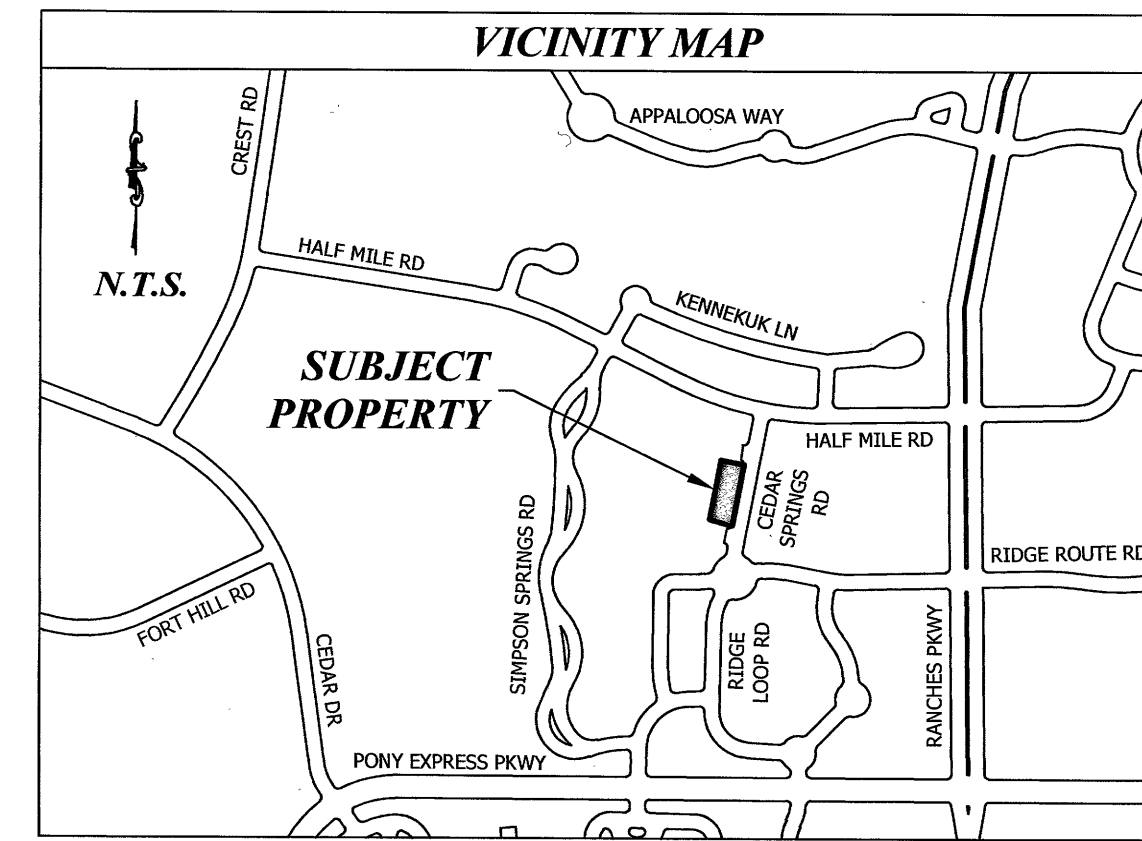 VICINITY MAP
CREST RD
APPALOOSA WAY
N.T.S.
HALF MILE RD
KENNEKUK LN
SUBJECT
PROPERTY
HALF MILE RD
CEDAR
SPRINGS
RD
SIMPSON SPRINGS RD
RIDGE ROUTE RD
FORT HILL RD
CEDAR DR
RIDGE
LOOP RD
RANCHES PKWY
PONY EXPRESS PKWY